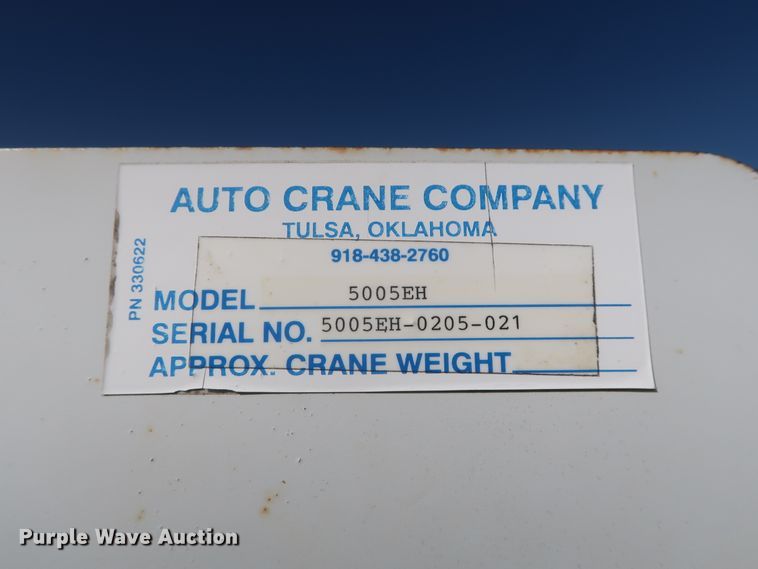 AUTO CRANE COMPANY
TULSA, OKLAHOMA
918-438-2760
PN 330622
MODEL 5005EH
SERIAL NO. 5005EH-0205-021
APPROX. CRANE WEIGHT
Purple Wave Auction